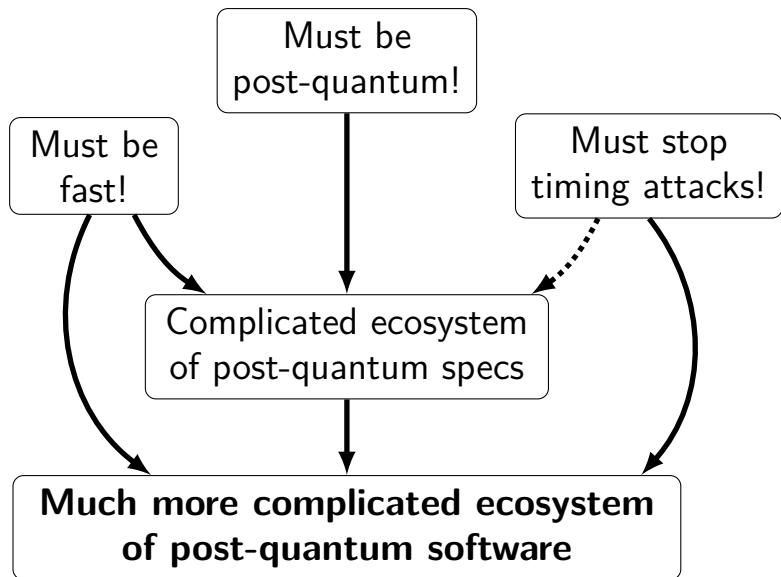 Must be
post-quantum!
Must be
fast!
Must stop
timing attacks!
Complicated ecosystem
of post-quantum specs
Much more complicated ecosystem
of post-quantum software